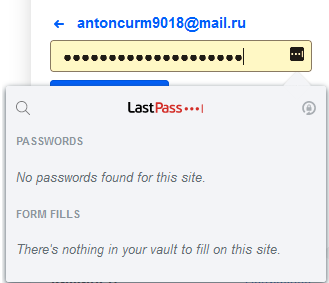 antoncurm9018@mail.ru
LastPass
PASSWORDS
No passwords found for this site.
FORM FILLS
There's nothing in your vault to fill on this site.